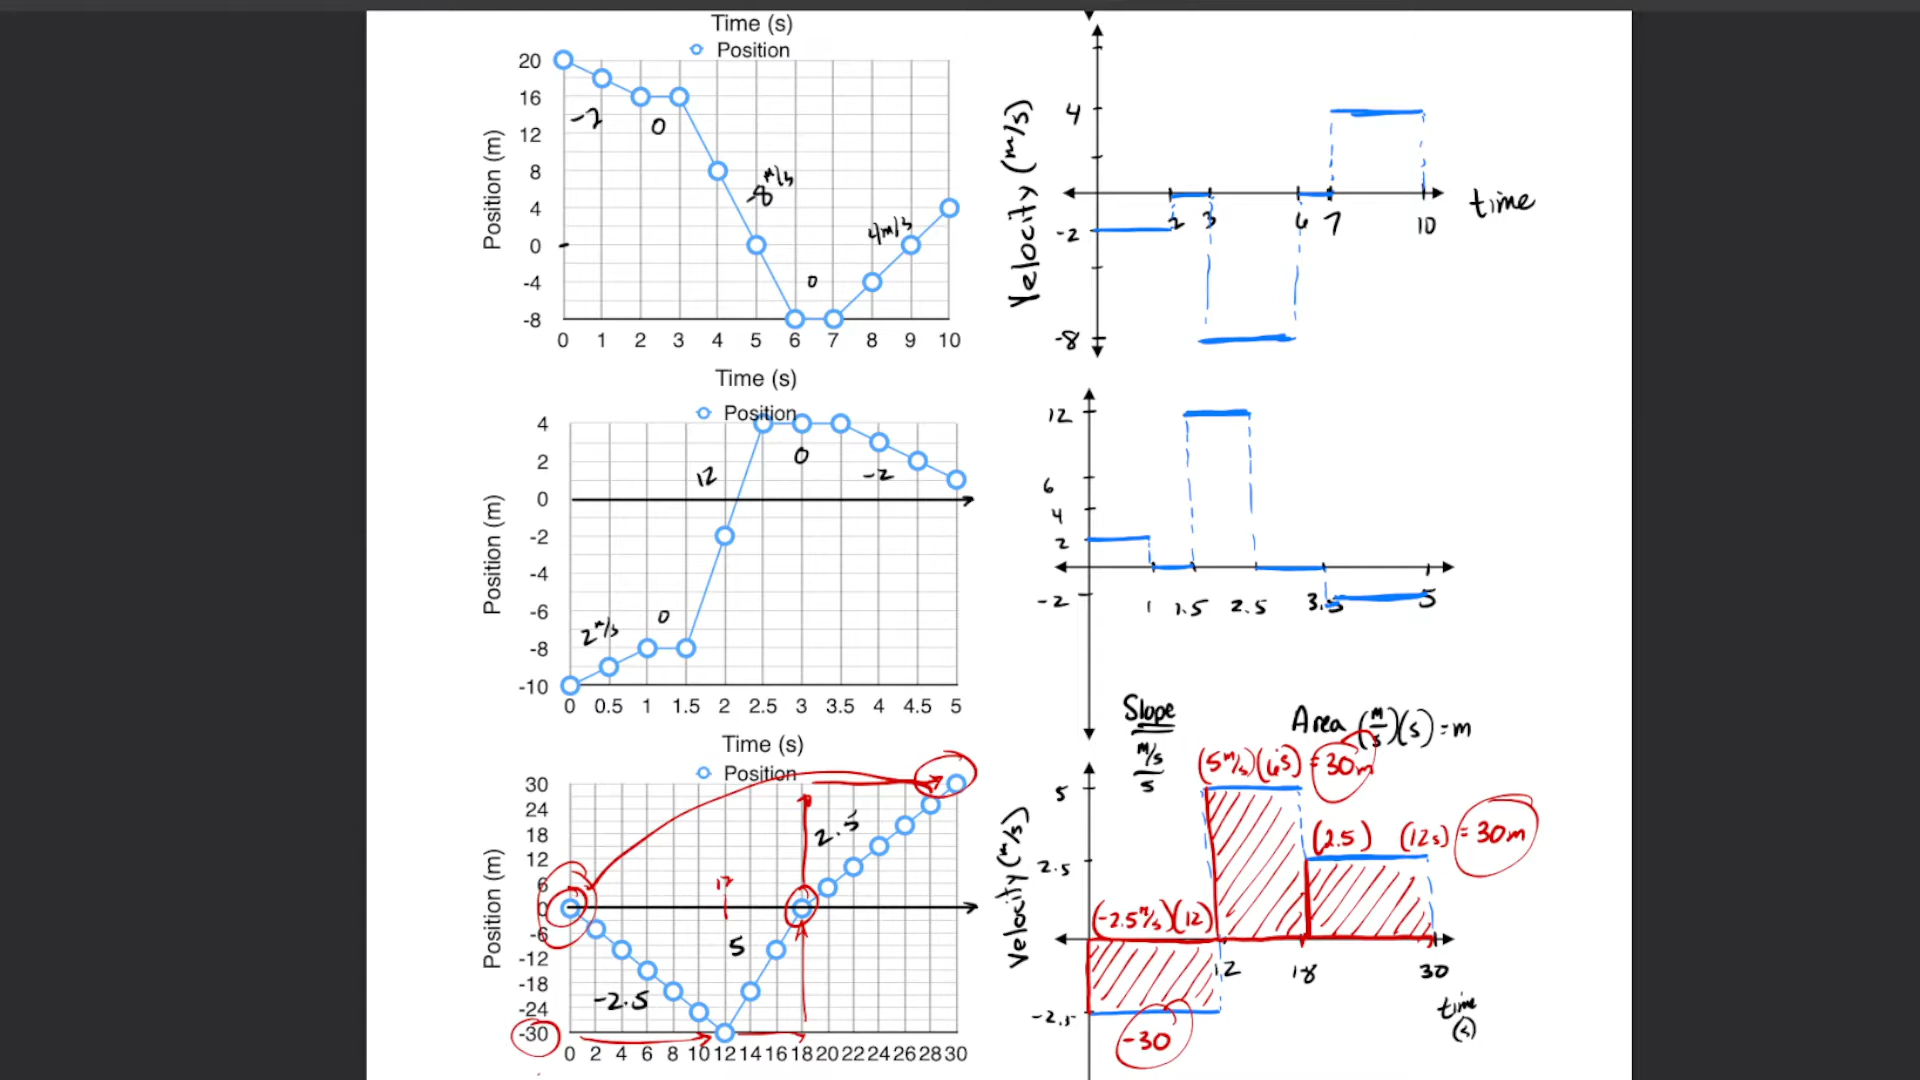 Time (s)
Position
Position (m)
20
16
12
8
4
0
-4
-8
-2
0
-8 m/s
0
4m/s
0 1 2 3 4 5 6 7 8 9 10
Velocity (m/s)
4
-2
-8
2 3 6 7 10
time
Time (s)
Position
Position (m)
4
2
0
-2
-4
-6
-8
-10
2 m/s
0
12
0
-2
0 0.5 1 1.5 2 2.5 3 3.5 4 4.5 5
12
6
4
2
-2
1 1.5 2.5 3.5 5
Time (s)
Position
Position (m)
30
24
18
12
6
0
-6
-12
-18
-24
-30
-2.5
5
2.5
0 2 4 6 8 10 12 14 16 18 20 22 24 26 28 30
Slope
m/s
s
Area (m/s)(s) = m
(5 m/s)(6s) = 30m
(2.5) (12s) = 30m
(-2.5 m/s)(12)
-30
Velocity (m/s)
5
2.5
-2.5
12 18 30
time
(s)